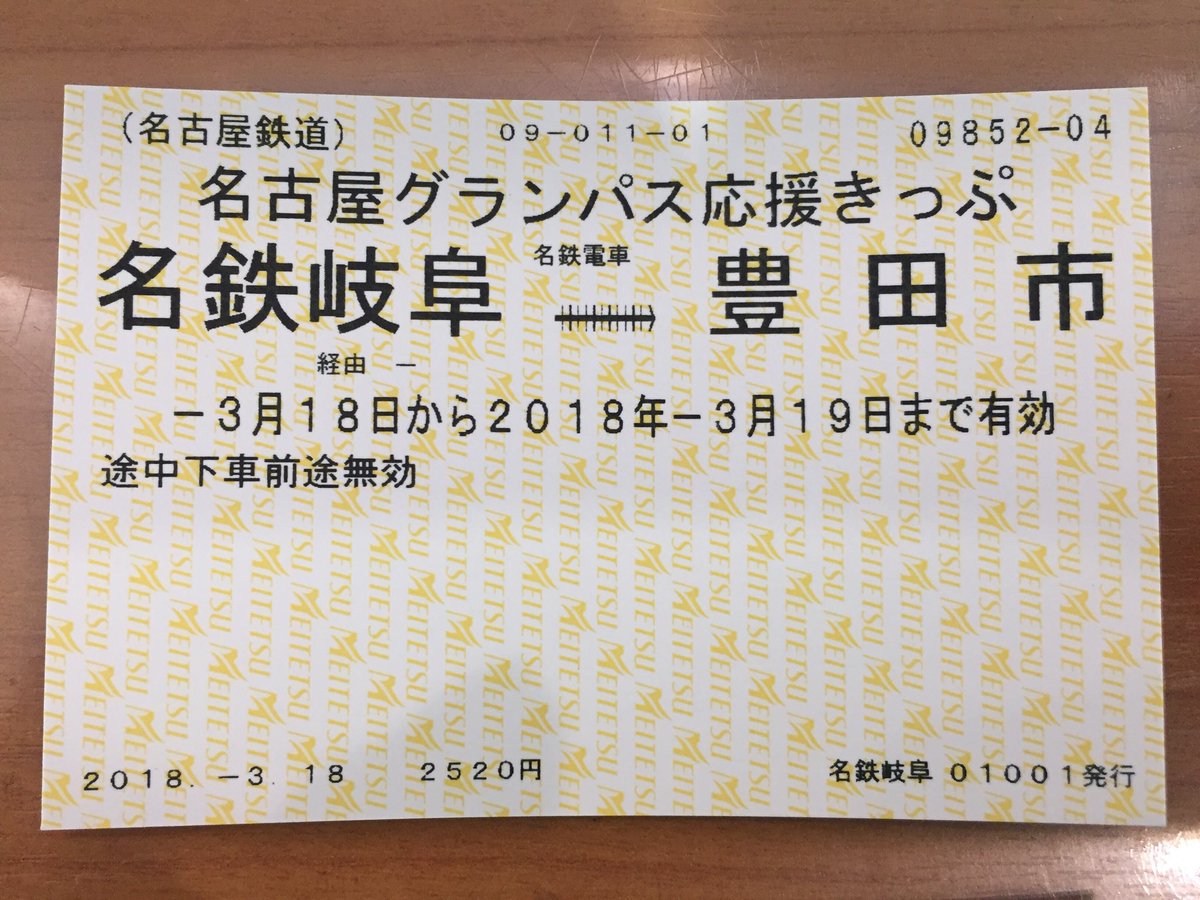 （名古屋鉄道） 09-011-01 09852-04
名古屋グランパス応援きっぷ
名鉄岐阜 名鉄電車 豊田市
経由 －
－3月18日から2018年－3月19日まで有効
途中下車前途無効
2018.－3.18 2520円 名鉄岐阜 01001発行
MEITETSU